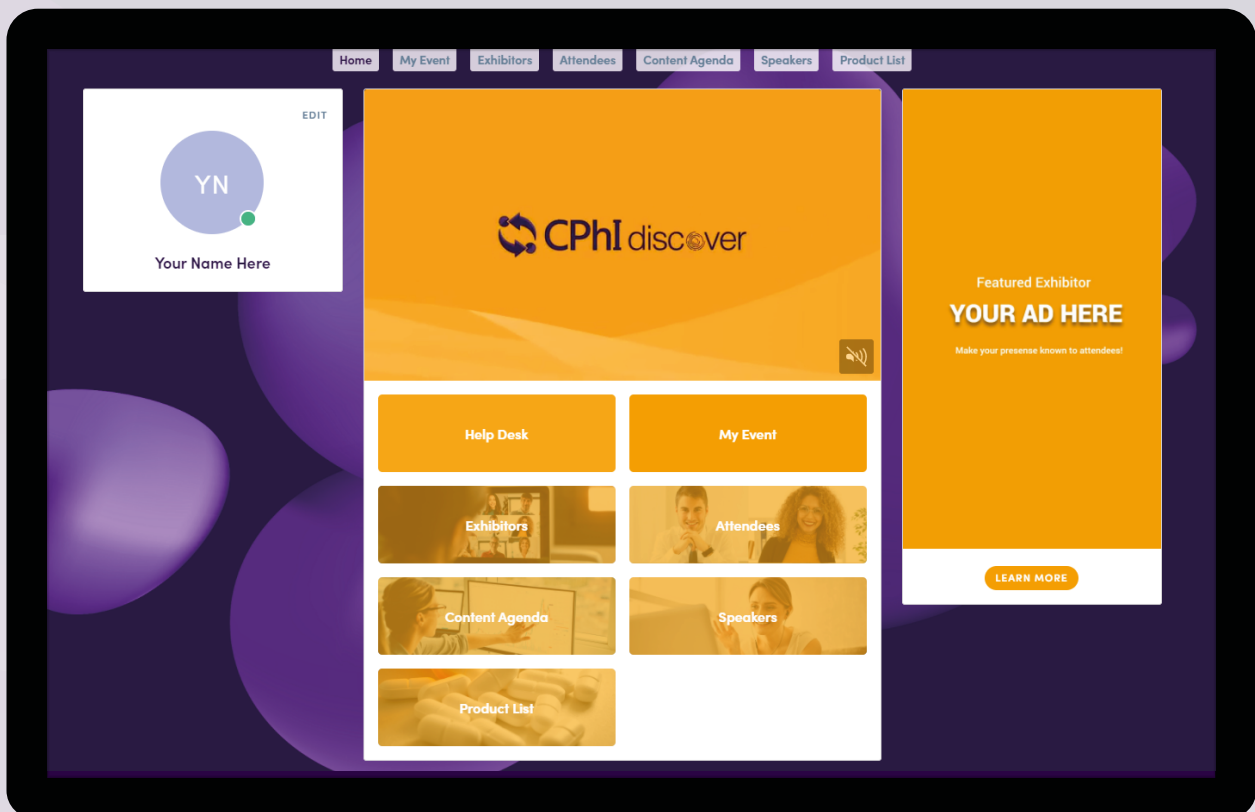 Home My Event Exhibitors Attendees Content Agenda Speakers Product List
EDIT
YN
Your Name Here
CPhI discover
Help Desk
My Event
Exhibitors
Attendees
Content Agenda
Speakers
Product List
Featured Exhibitor
YOUR AD HERE
Make your presense known to attendees!
LEARN MORE